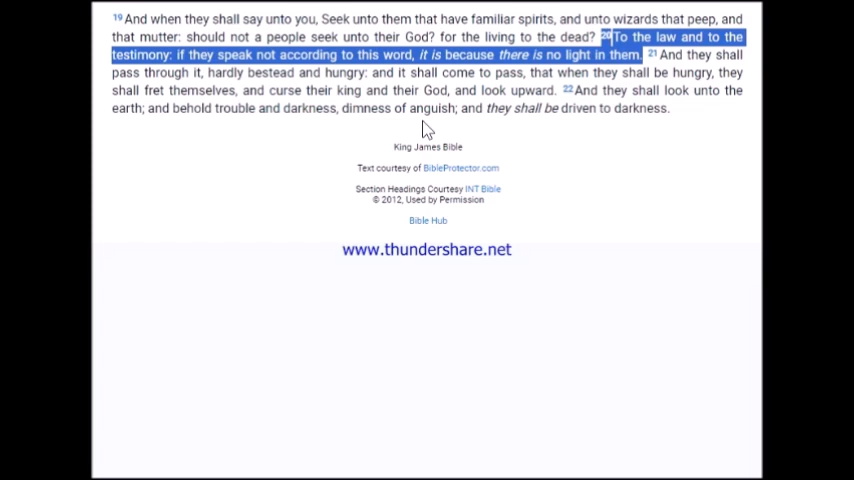 19 And when they shall say unto you, Seek unto them that have familiar spirits, and unto wizards that peep, and
that mutter: should not a people seek unto their God? for the living to the dead? 20 To the law and to the
testimony: if they speak not according to this word, it is because there is no light in them. 21 And they shall
pass through it, hardly bestead and hungry: and it shall come to pass, that when they shall be hungry, they
shall fret themselves, and curse their king and their God, and look upward. 22 And they shall look unto the
earth; and behold trouble and darkness, dimness of anguish; and they shall be driven to darkness.
King James Bible
Text courtesy of BibleProtector.com
Section Headings Courtesy INT Bible
© 2012, Used by Permission
Bible Hub
www.thundershare.net